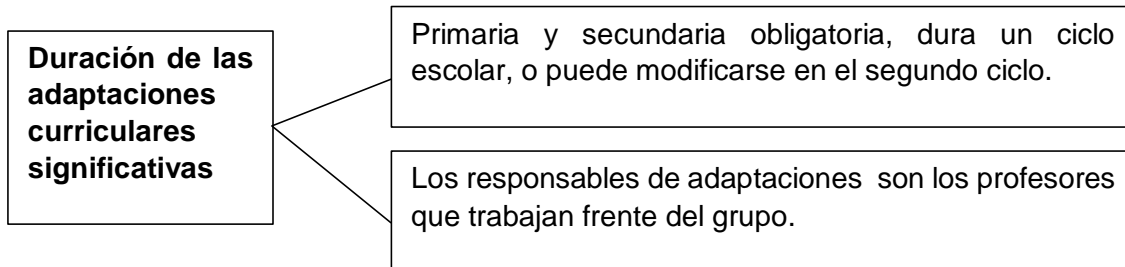 Duración de las
adaptaciones
curriculares
significativas
Primaria y secundaria obligatoria, dura un ciclo
escolar, o puede modificarse en el segundo ciclo.
Los responsables de adaptaciones son los profesores
que trabajan frente del grupo.